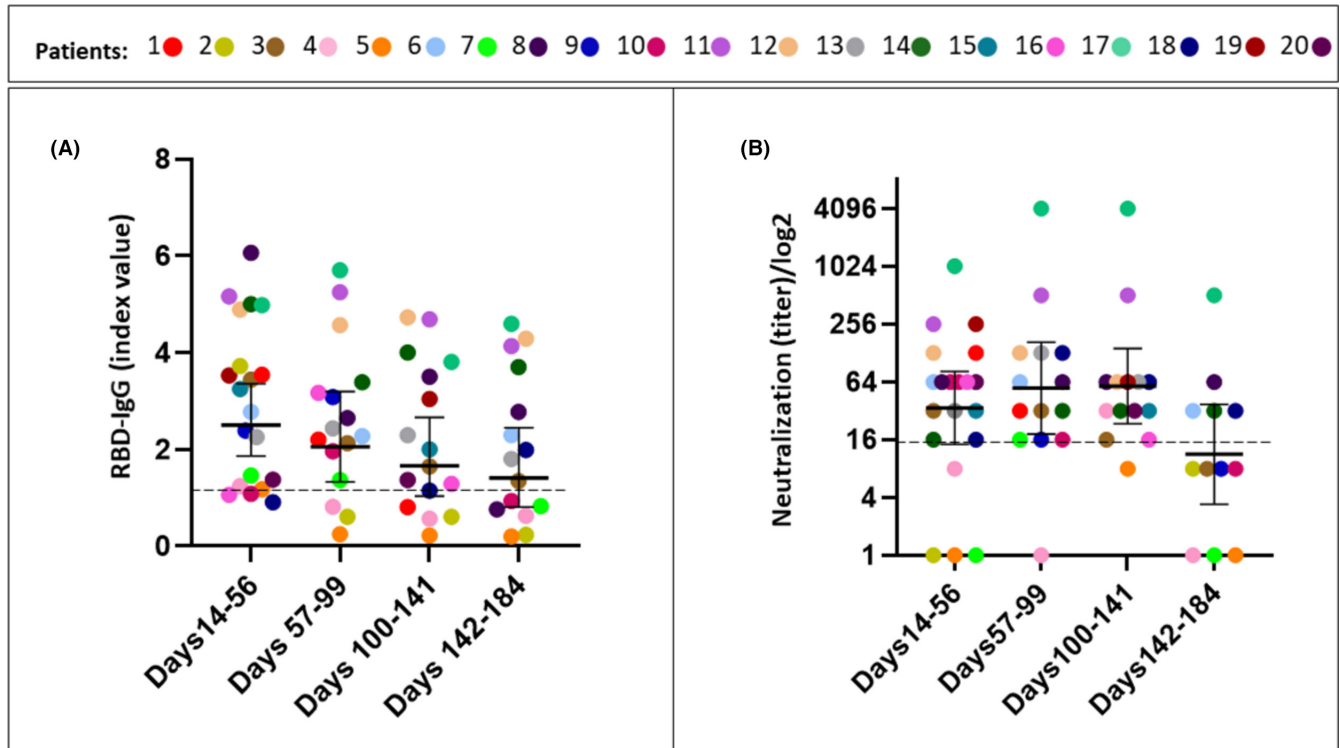 Patients: 1 2 3 4 5 6 7 8 9 10 11 12 13 14 15 16 17 18 19 20
(A)
RBD-IgG (index value)
8
6
4
2
0
Days14-56
Days 57-99
Days 100-141
Days 142-184
(B)
Neutralization (titer)/log2
4096
1024
256
64
16
4
1
Days14-56
Days57-99
Days100-141
Days142-184